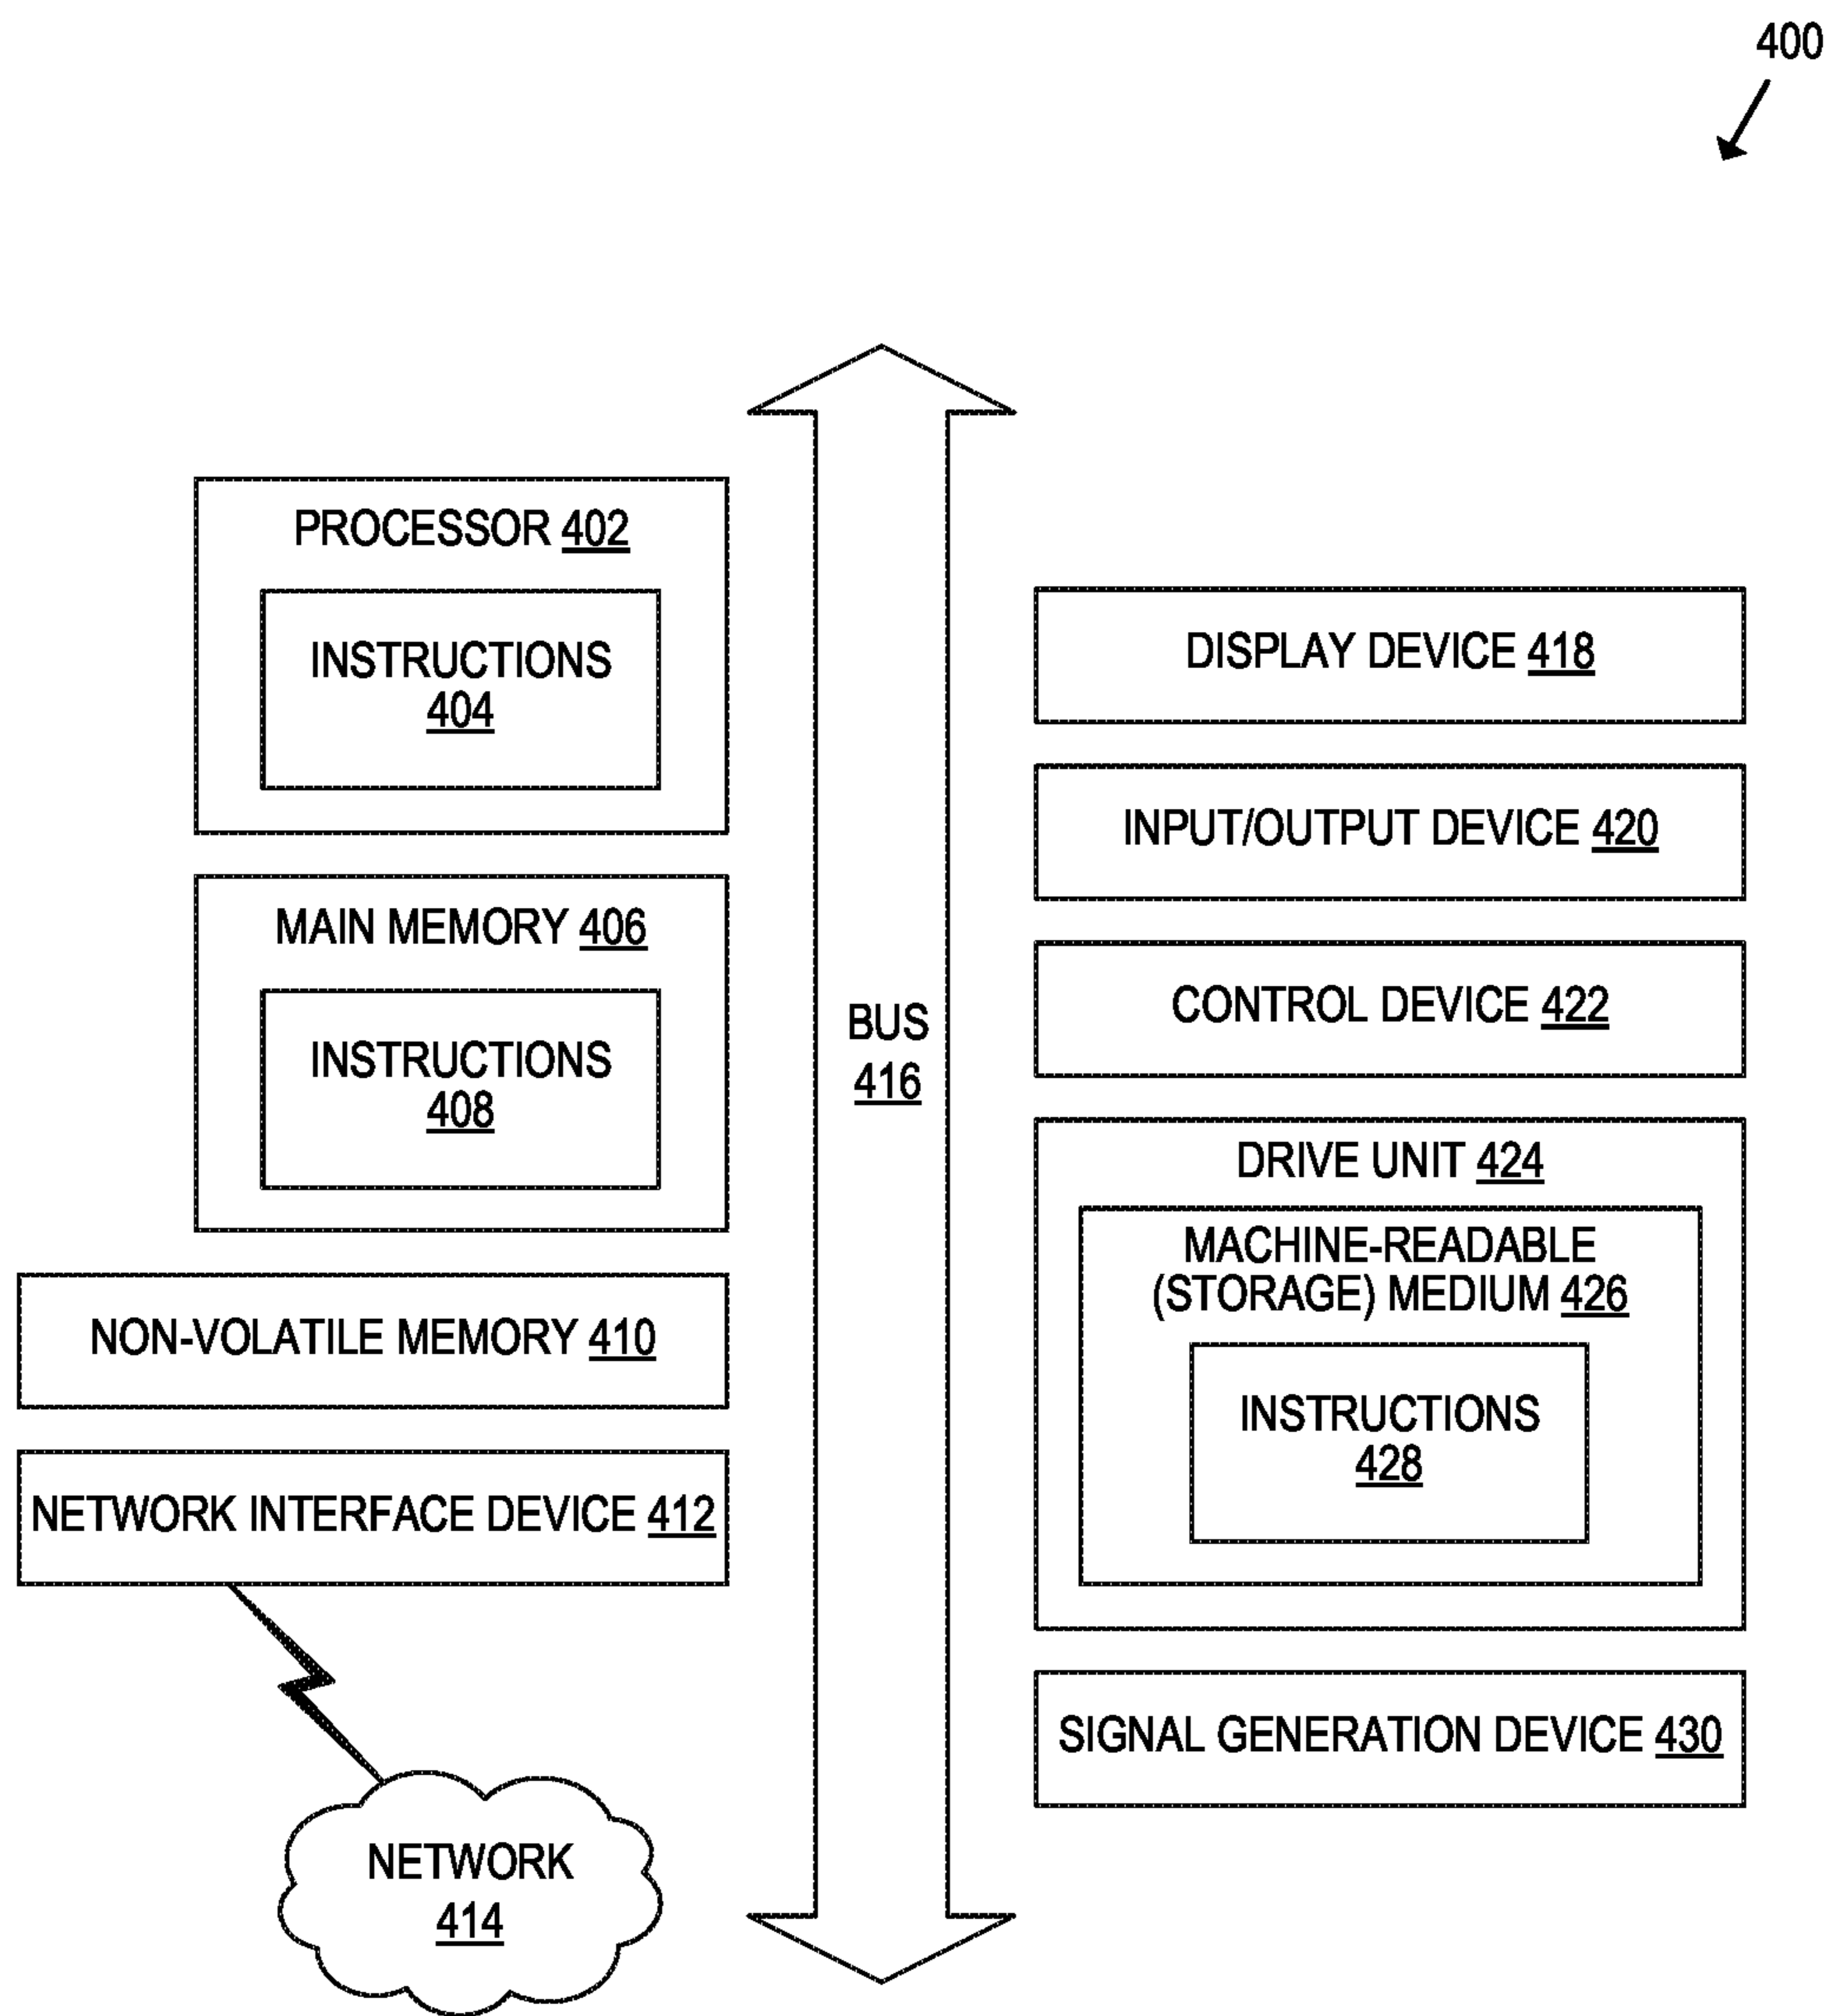 400
PROCESSOR 402
INSTRUCTIONS
404
MAIN MEMORY 406
INSTRUCTIONS
408
NON-VOLATILE MEMORY 410
NETWORK INTERFACE DEVICE 412
NETWORK
414
BUS
416
DISPLAY DEVICE 418
INPUT/OUTPUT DEVICE 420
CONTROL DEVICE 422
DRIVE UNIT 424
MACHINE-READABLE
(STORAGE) MEDIUM 426
INSTRUCTIONS
428
SIGNAL GENERATION DEVICE 430